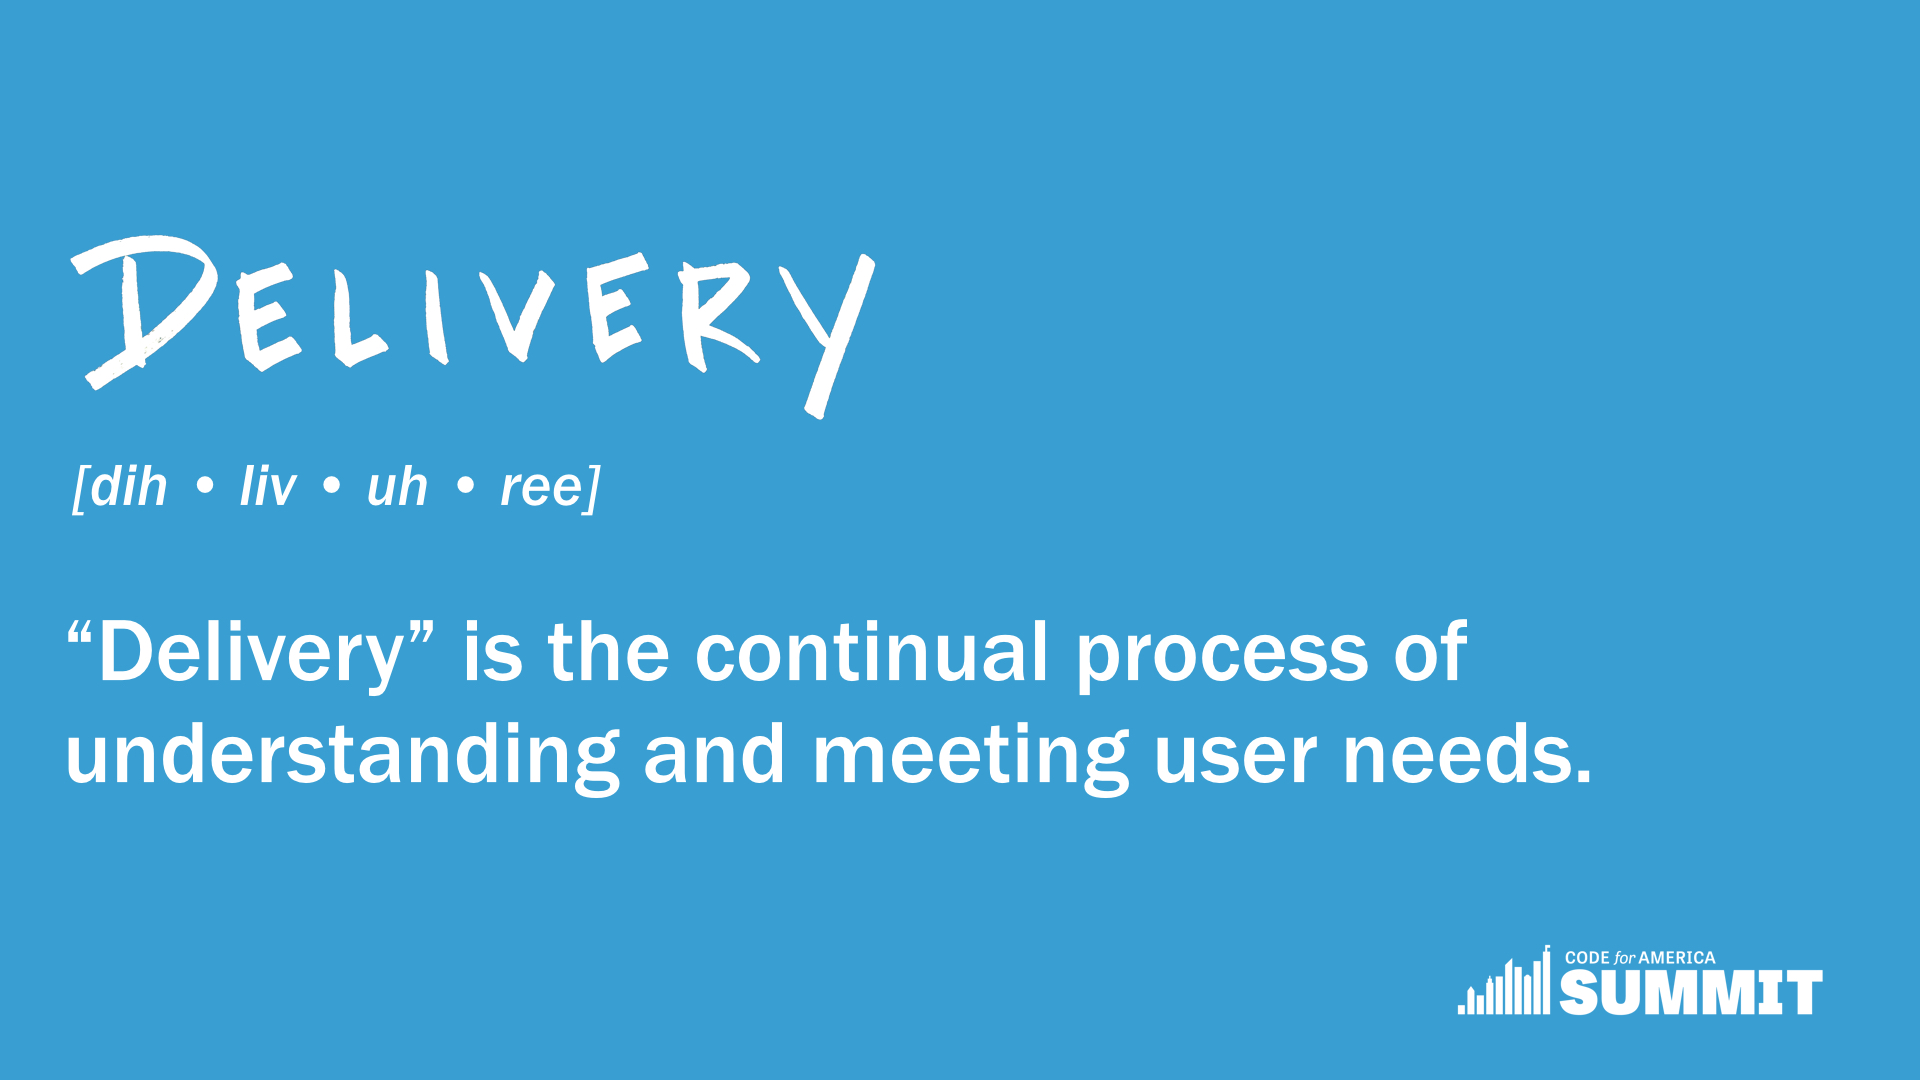 DELIVERY
[dih • liv • uh • ree]
“Delivery” is the continual process of
understanding and meeting user needs.
CODE for AMERICA
SUMMIT